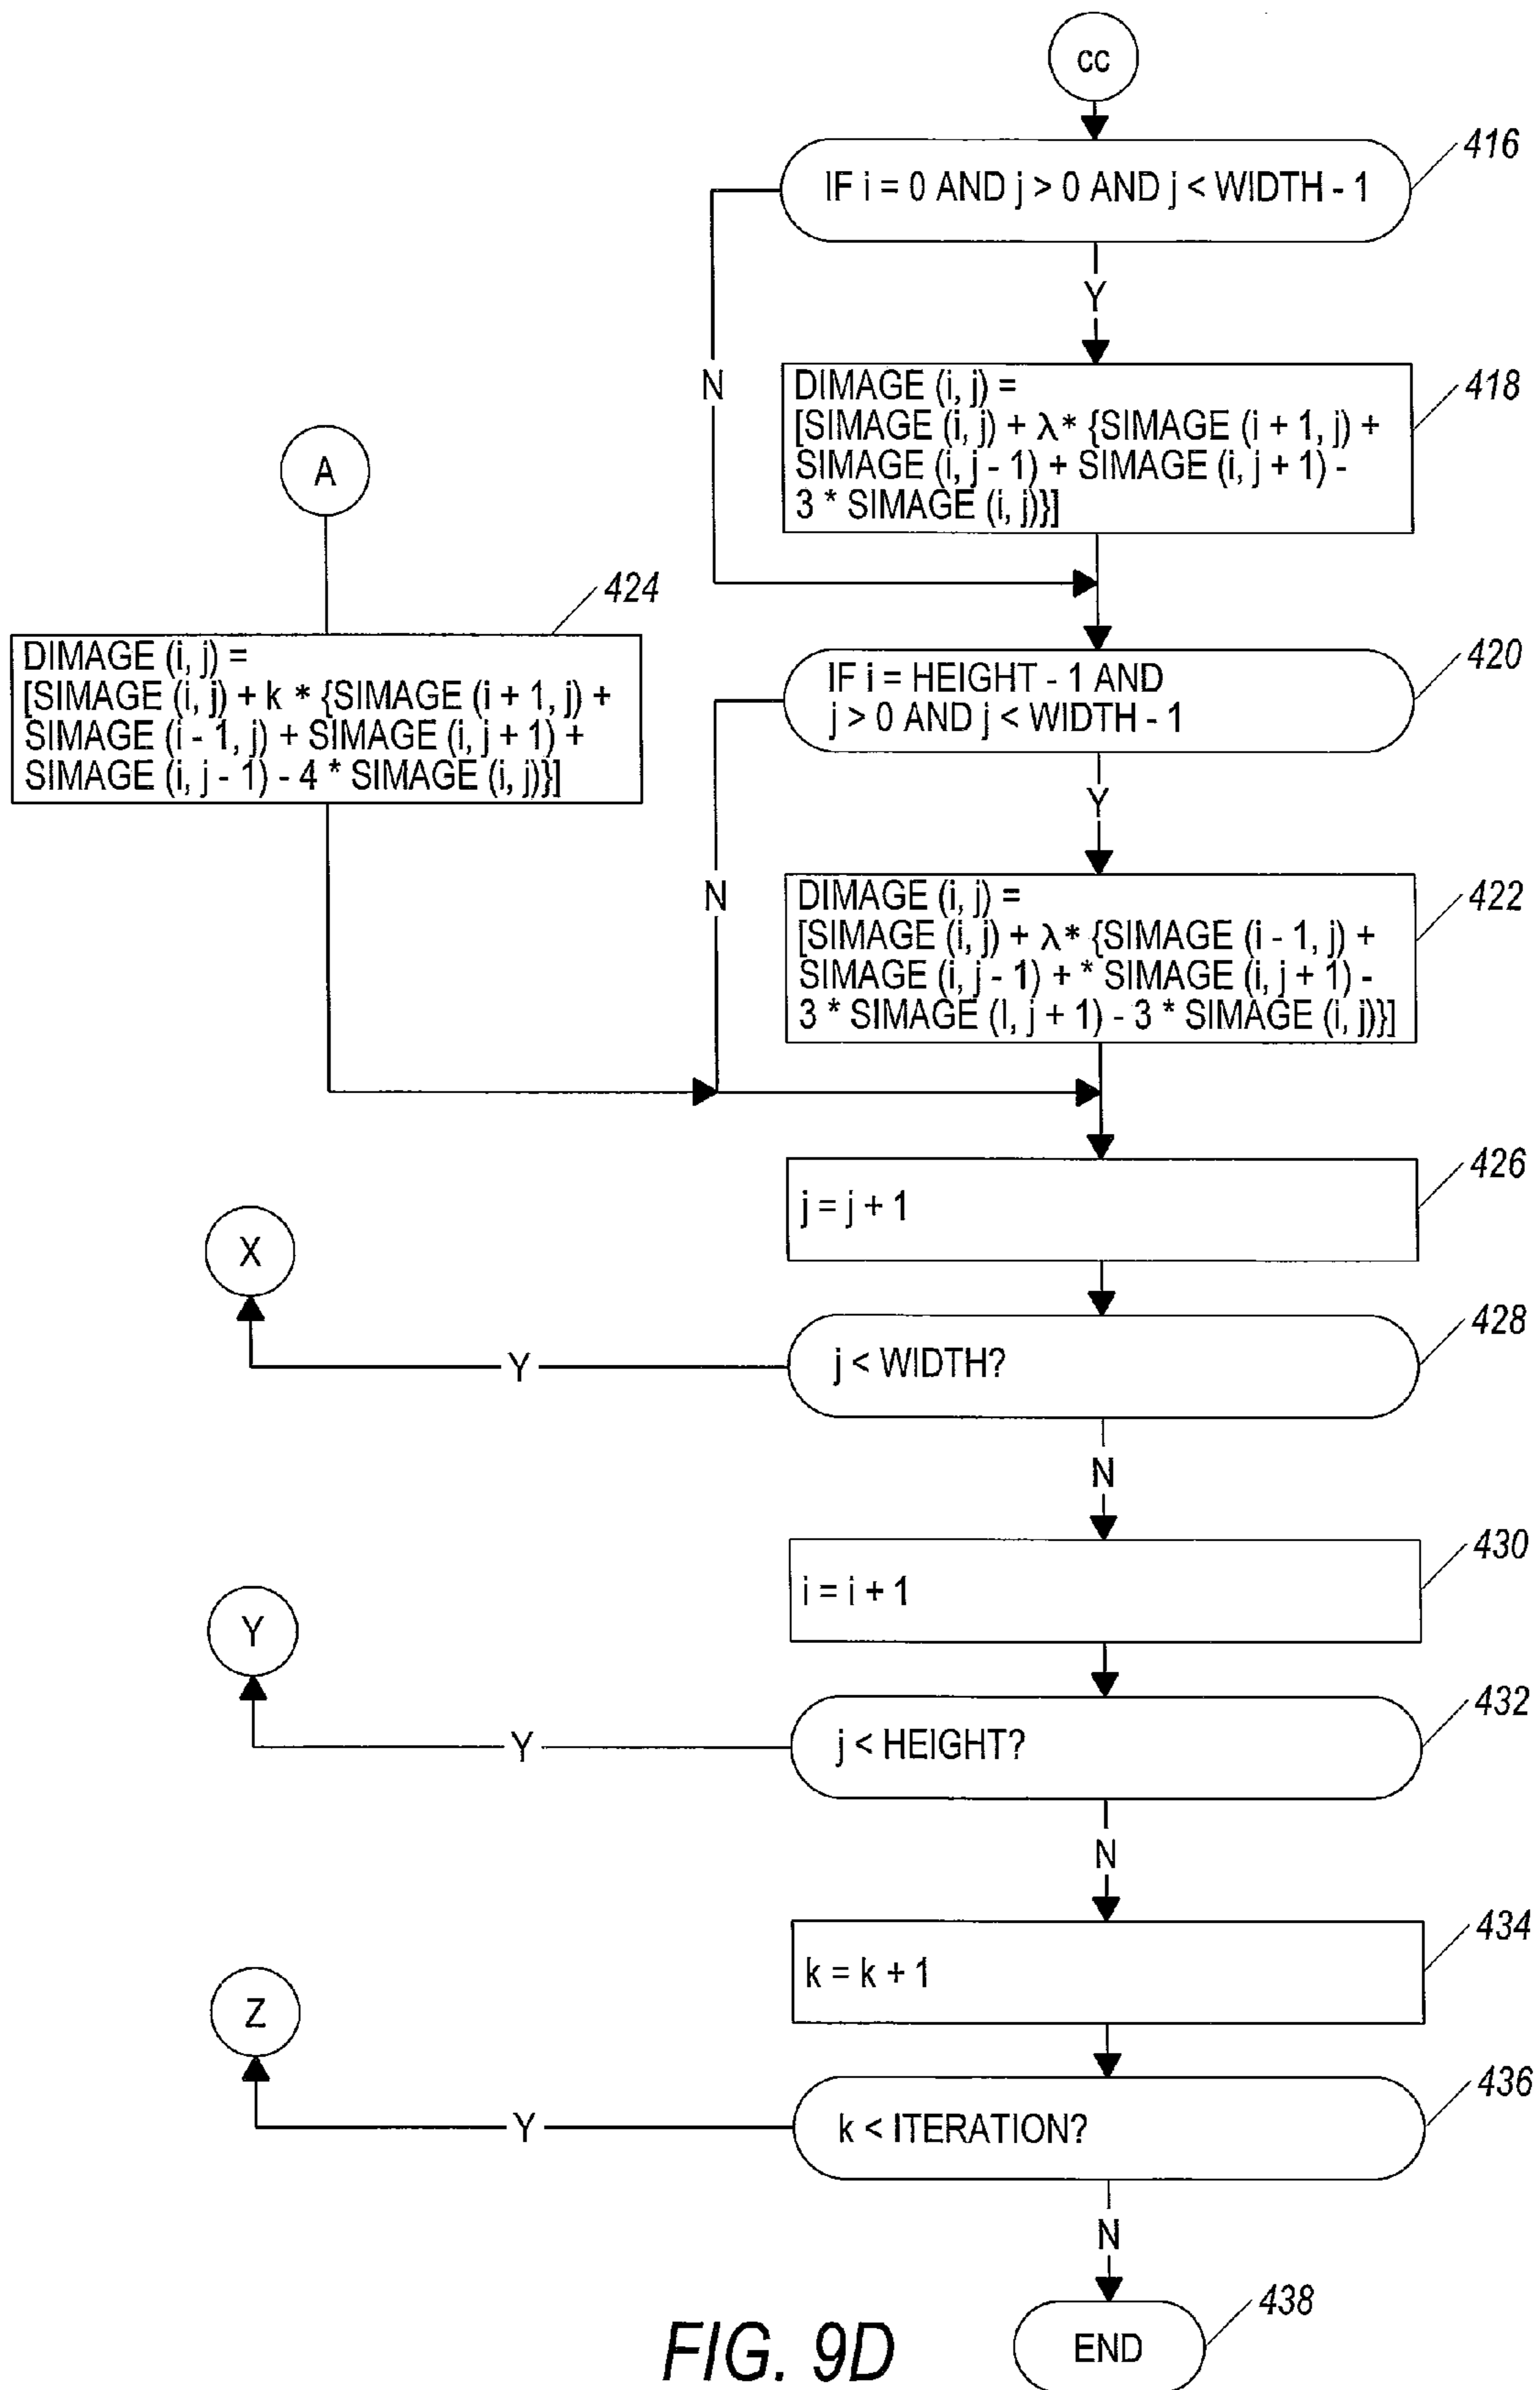 cc
416
IF i = 0 AND j > 0 AND j < WIDTH - 1
Y
N
418
DIMAGE (i, j) =
[SIMAGE (i, j) + λ* {SIMAGE (i + 1, j) +
SIMAGE (i, j - 1) + SIMAGE (i, j + 1) -
3 * SIMAGE (i, j)}]
A
424
DIMAGE (i, j) =
[SIMAGE (i, j) + k * {SIMAGE (i + 1, j) +
SIMAGE (i - 1, j) + SIMAGE (i, j + 1) +
SIMAGE (i, j - 1) - 4 * SIMAGE (i, j)}]
420
IF i = HEIGHT - 1 AND
j > 0 AND j < WIDTH - 1
Y
N
422
DIMAGE (i, j) =
[SIMAGE (i, j) + λ* {SIMAGE (i - 1, j) +
SIMAGE (i, j - 1) + * SIMAGE (i, j + 1) -
3 * SIMAGE (I, j + 1) - 3 * SIMAGE (i, j)}]
426
j = j + 1
X
428
Y
j < WIDTH?
N
430
i = i + 1
Y
432
Y
j < HEIGHT?
N
434
k = k + 1
Z
436
Y
k < ITERATION?
N
438
END
FIG. 9D